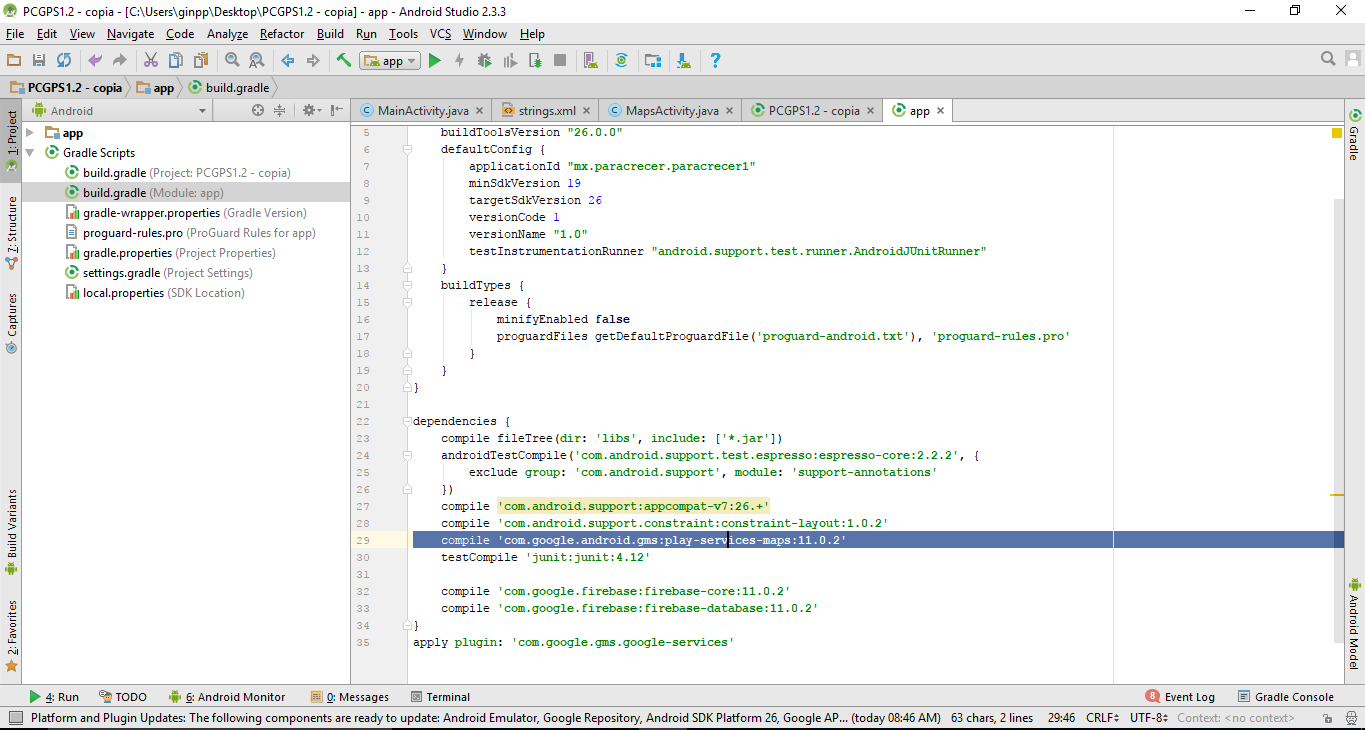 PCGPS1.2 - copia - [C:\Users\ginpp\Desktop\PCGPS1.2 - copia] - app - Android Studio 2.3.3
File Edit View Navigate Code Analyze Refactor Build Run Tools VCS Window Help
app
PCGPS1.2 - copia app build.gradle
Android
MainActivity.java strings.xml MapsActivity.java PCGPS1.2 - copia app
1: Project
7: Structure
Captures
Build Variants
2: Favorites
app
Gradle Scripts
build.gradle (Project: PCGPS1.2 - copia)
build.gradle (Module: app)
gradle-wrapper.properties (Gradle Version)
proguard-rules.pro (ProGuard Rules for app)
gradle.properties (Project Properties)
settings.gradle (Project Settings)
local.properties (SDK Location)
5 buildToolsVersion "26.0.0"
6 defaultConfig {
7 applicationId "mx.paracrecer.paracrecer1"
8 minSdkVersion 19
9 targetSdkVersion 26
10 versionCode 1
11 versionName "1.0"
12 testInstrumentationRunner "android.support.test.runner.AndroidJUnitRunner"
13 }
14 buildTypes {
15 release {
16 minifyEnabled false
17 proguardFiles getDefaultProguardFile('proguard-android.txt'), 'proguard-rules.pro'
18 }
19 }
20 }
21
22 dependencies {
23 compile fileTree(dir: 'libs', include: ['*.jar'])
24 androidTestCompile('com.android.support.test.espresso:espresso-core:2.2.2', {
25 exclude group: 'com.android.support', module: 'support-annotations'
26 })
27 compile 'com.android.support:appcompat-v7:26.+'
28 compile 'com.android.support.constraint:constraint-layout:1.0.2'
29 compile 'com.google.android.gms:play-services-maps:11.0.2'
30 testCompile 'junit:junit:4.12'
31
32 compile 'com.google.firebase:firebase-core:11.0.2'
33 compile 'com.google.firebase:firebase-database:11.0.2'
34 }
35 apply plugin: 'com.google.gms.google-services'
Gradle
Android Model
4: Run TODO 6: Android Monitor 0: Messages Terminal 8 Event Log Gradle Console
Platform and Plugin Updates: The following components are ready to update: Android Emulator, Google Repository, Android SDK Platform 26, Google AP... (today 08:46 AM) 63 chars, 2 lines 29:46 CRLF UTF-8 Context: <no context>